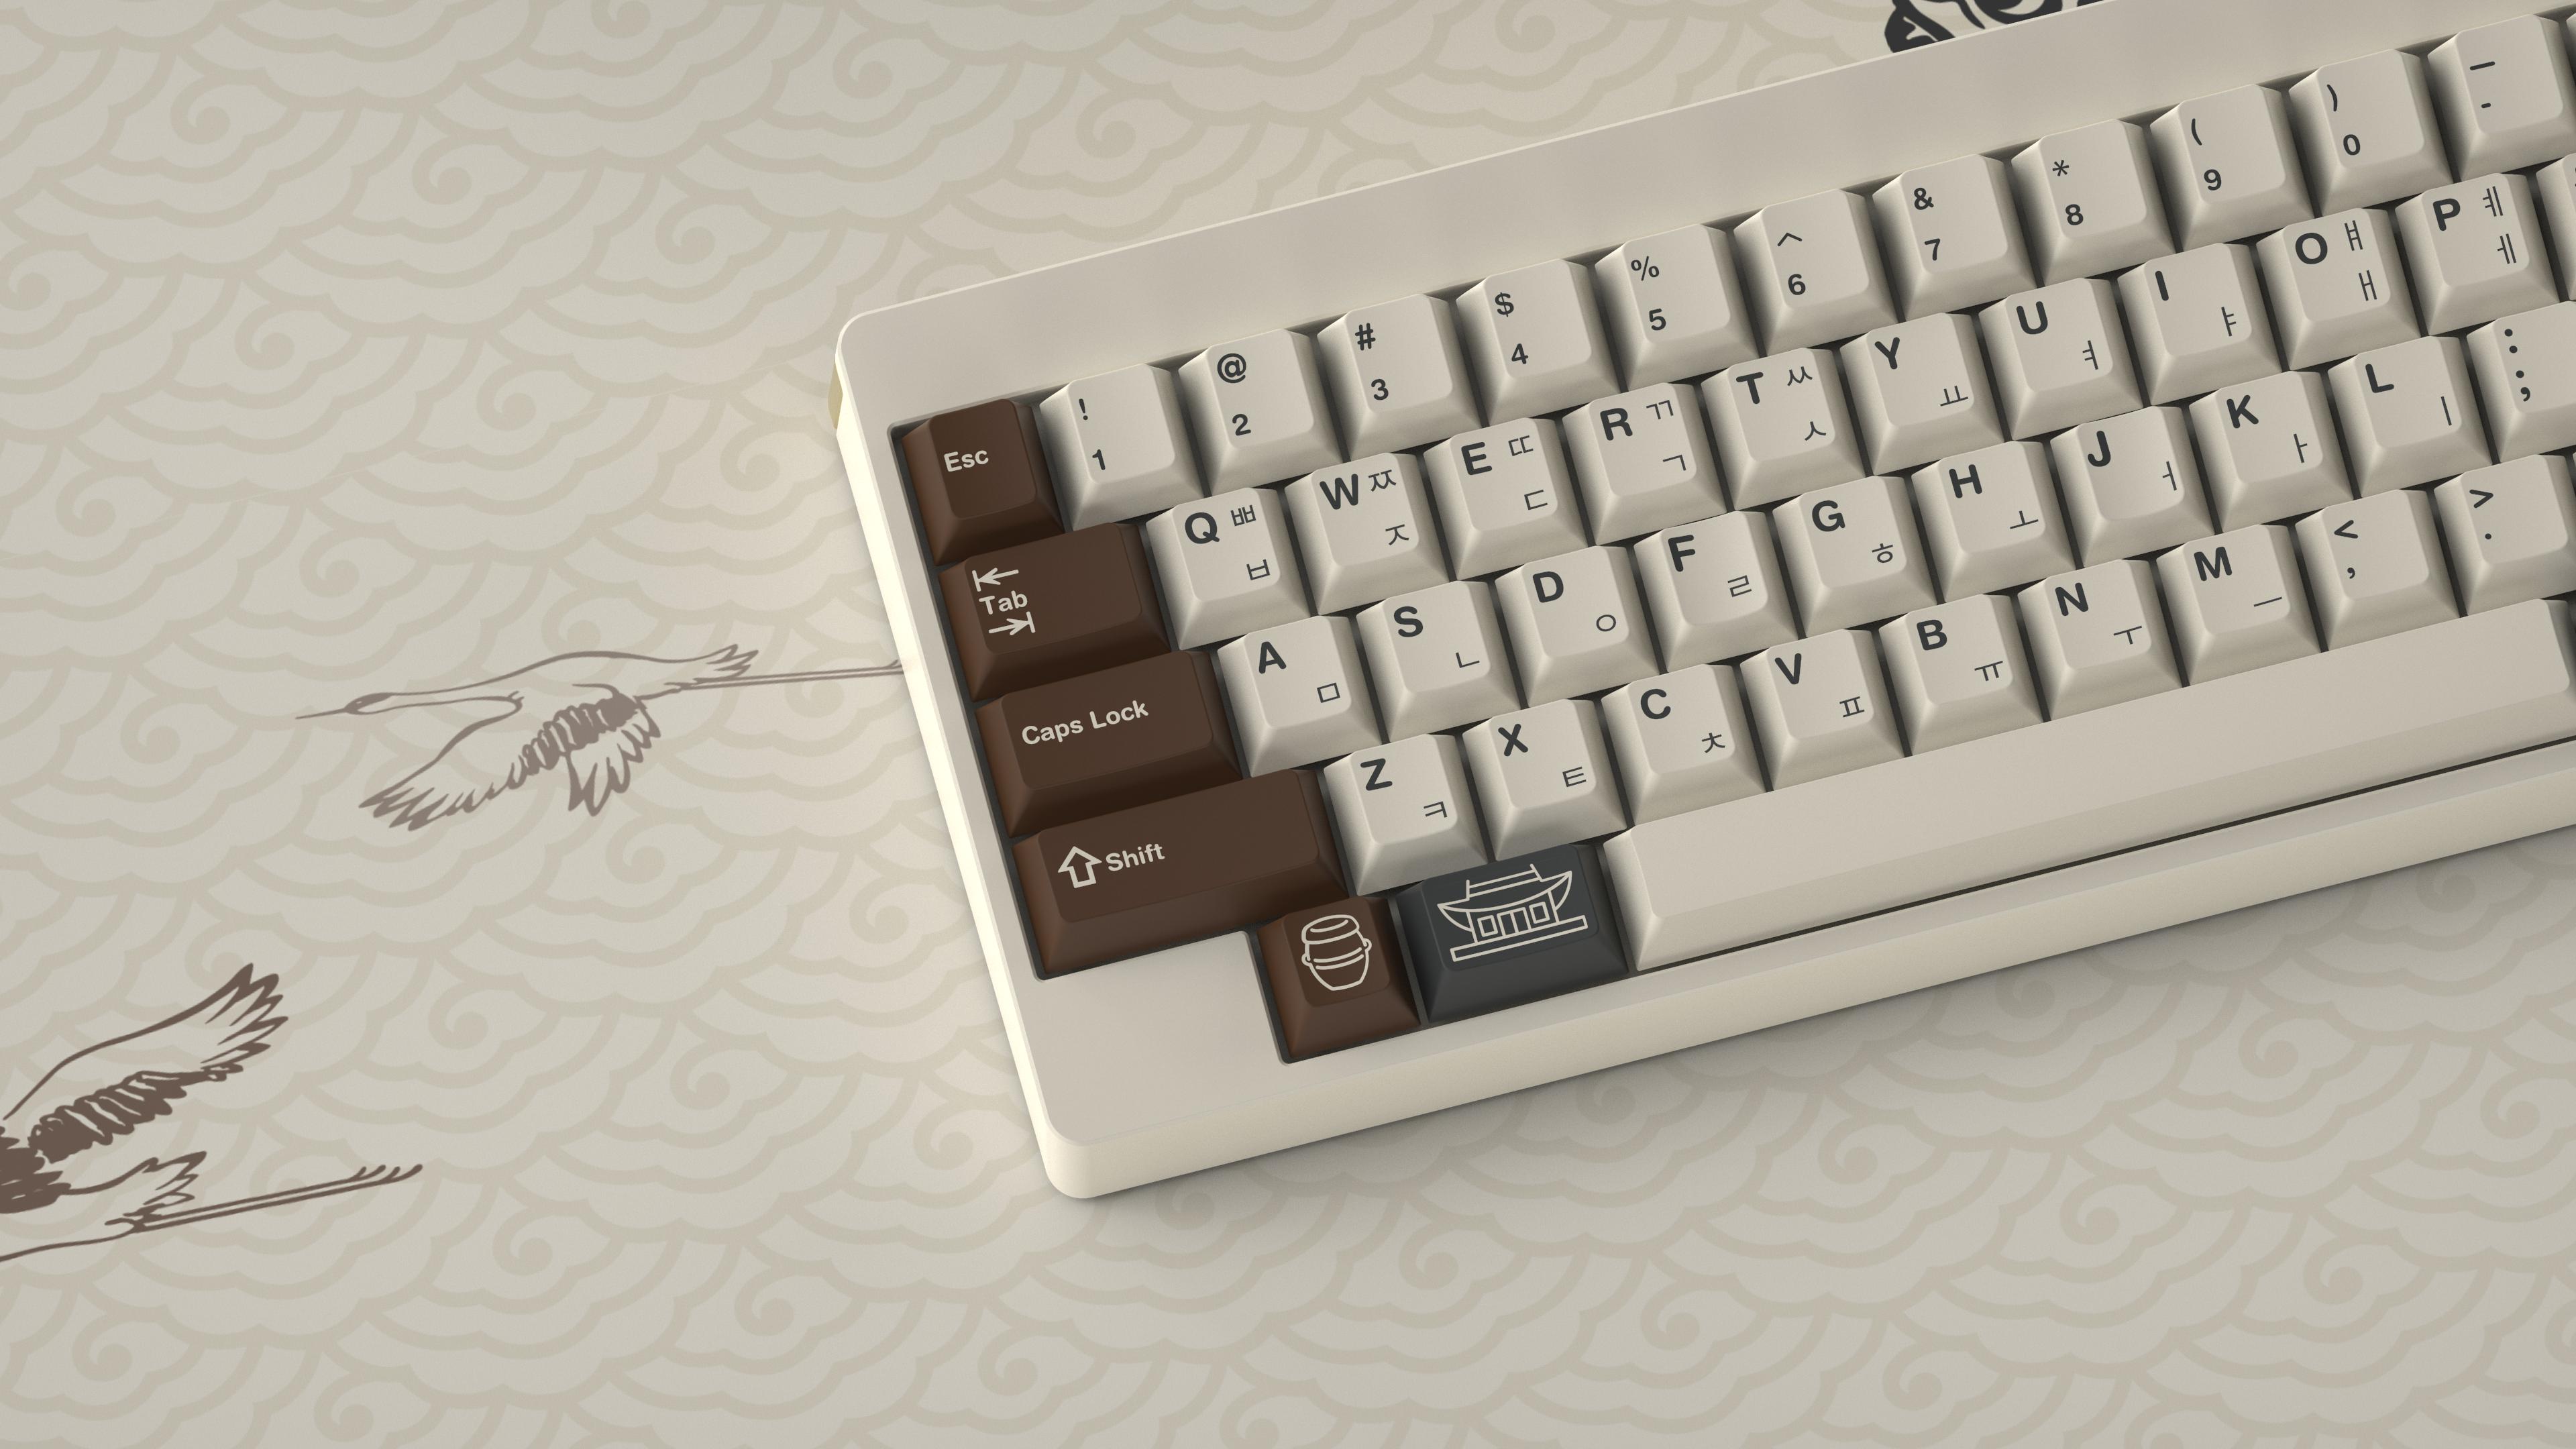 Esc ! 1 @ 2 # 3 $ 4 % 5 ^ 6 & 7 * 8 ( 9 ) 0 _ -
Tab Q ㅃ ㅂ W ㅉ ㅈ E ㄸ ㄷ R ㄲ ㄱ T ㅆ ㅅ Y ㅛ U ㅕ I ㅑ O ㅒ ㅐ P ㅖ ㅔ
Caps Lock A ㅁ S ㄴ D ㅇ F ㄹ G ㅎ H ㅗ J ㅓ K ㅏ L ㅣ : ;
Shift Z ㅋ X ㅌ C ㅊ V ㅍ B ㅠ N ㅜ M ㅡ < , > .